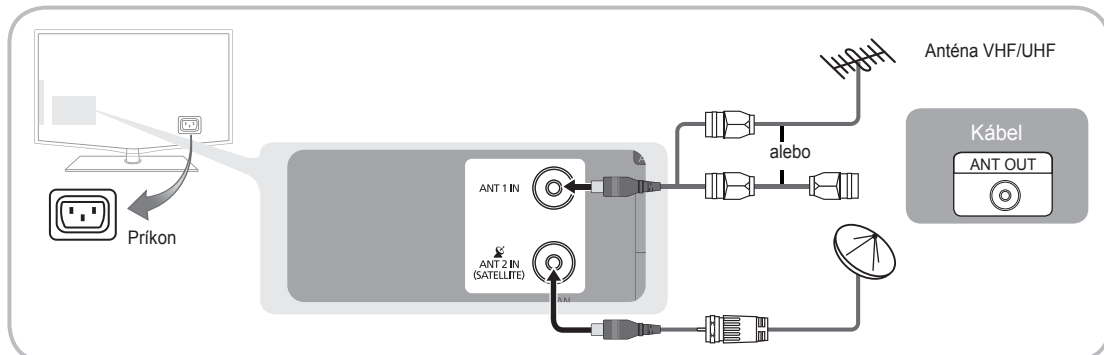 Anténa VHF/UHF
Kábel
ANT OUT
alebo
ANT 1 IN
ANT 2 IN
(SATELLITE)
Príkon